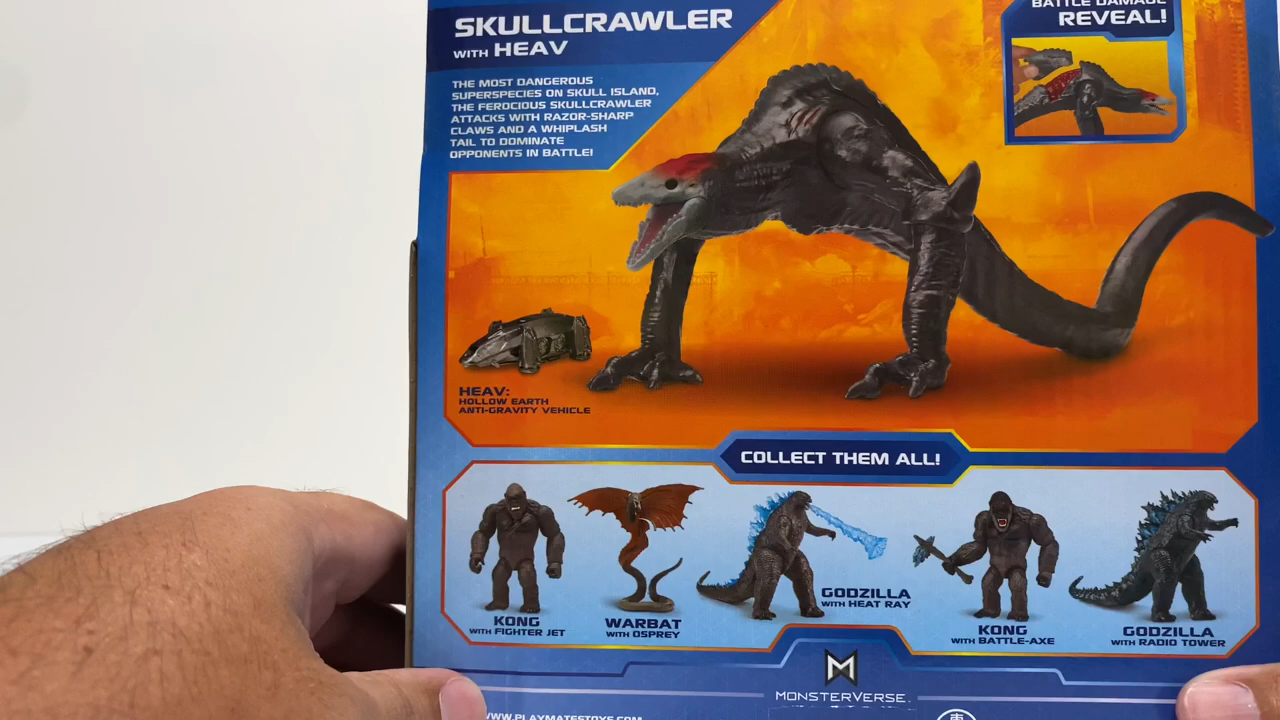 SKULLCRAWLER
WITH HEAV
THE MOST DANGEROUS
SUPERSPECIES ON SKULL ISLAND,
THE FEROCIOUS SKULLCRAWLER
ATTACKS WITH RAZOR-SHARP
CLAWS AND A WHIPLASH
TAIL TO DOMINATE
OPPONENTS IN BATTLE!
BATTLE DAMAGE
REVEAL!
HEAV:
HOLLOW EARTH
ANTI-GRAVITY VEHICLE
COLLECT THEM ALL!
KONG
WITH FIGHTER JET
WARBAT
WITH OSPREY
GODZILLA
WITH HEAT RAY
KONG
WITH BATTLE-AXE
GODZILLA
WITH RADIO TOWER
M
MONSTERVERSE
WWW.PLAYMATESTOYS.COM